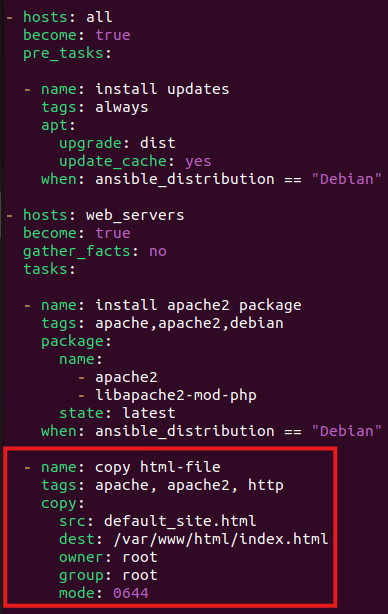 - hosts: all
  become: true
  pre_tasks:

  - name: install updates
    tags: always
    apt:
      upgrade: dist
      update_cache: yes
    when: ansible_distribution == "Debian"

- hosts: web_servers
  become: true
  gather_facts: no
  tasks:

  - name: install apache2 package
    tags: apache,apache2,debian
    package:
      name:
        - apache2
        - libapache2-mod-php
      state: latest
    when: ansible_distribution == "Debian"

  - name: copy html-file
    tags: apache, apache2, http
    copy:
      src: default_site.html
      dest: /var/www/html/index.html
      owner: root
      group: root
      mode: 0644